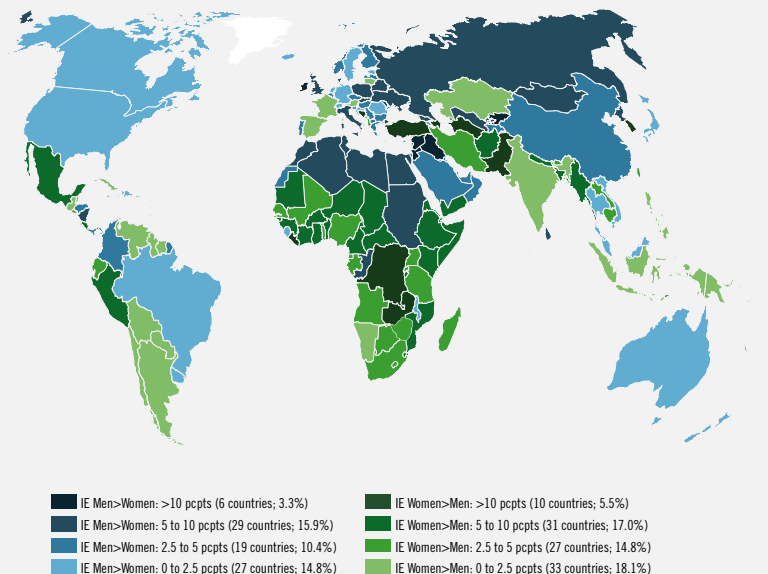 IE Men>Women: >10 pcpts (6 countries; 3.3%)
IE Women>Men: >10 pcpts (10 countries; 5.5%)
IE Men>Women: 5 to 10 pcpts (29 countries; 15.9%)
IE Women>Men: 5 to 10 pcpts (31 countries; 17.0%)
IE Men>Women: 2.5 to 5 pcpts (19 countries; 10.4%)
IE Women>Men: 2.5 to 5 pcpts (27 countries; 14.8%)
IE Men>Women: 0 to 2.5 pcpts (27 countries; 14.8%)
IE Women>Men: 0 to 2.5 pcpts (33 countries; 18.1%)